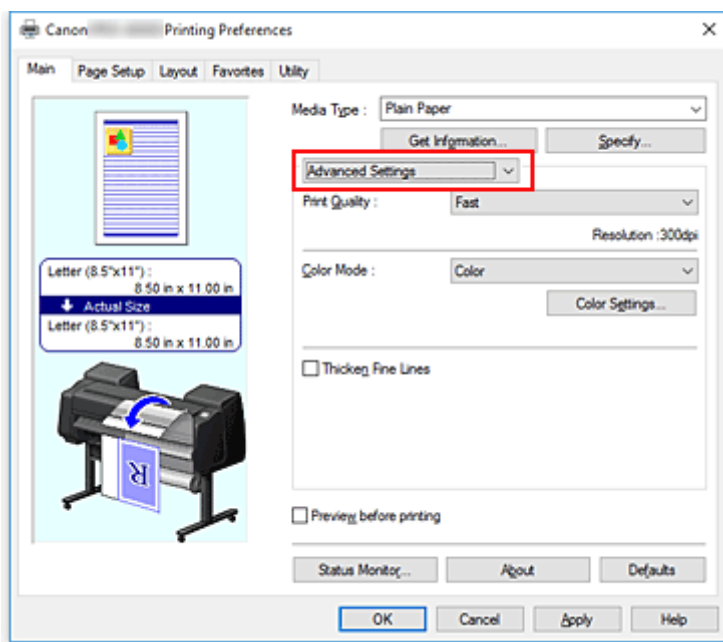 Canon Printing Preferences
Main Page Setup Layout Favorites Utility
Media Type : Plain Paper
Get Information... Specify...
Advanced Settings
Print Quality : Fast
Resolution :300dpi
Color Mode : Color
Color Settings...
Thicken Fine Lines
Letter (8.5"x11") :
8.50 in x 11.00 in
Actual Size
Letter (8.5"x11") :
8.50 in x 11.00 in
R
Preview before printing
Status Monitor... About Defaults
OK Cancel Apply Help